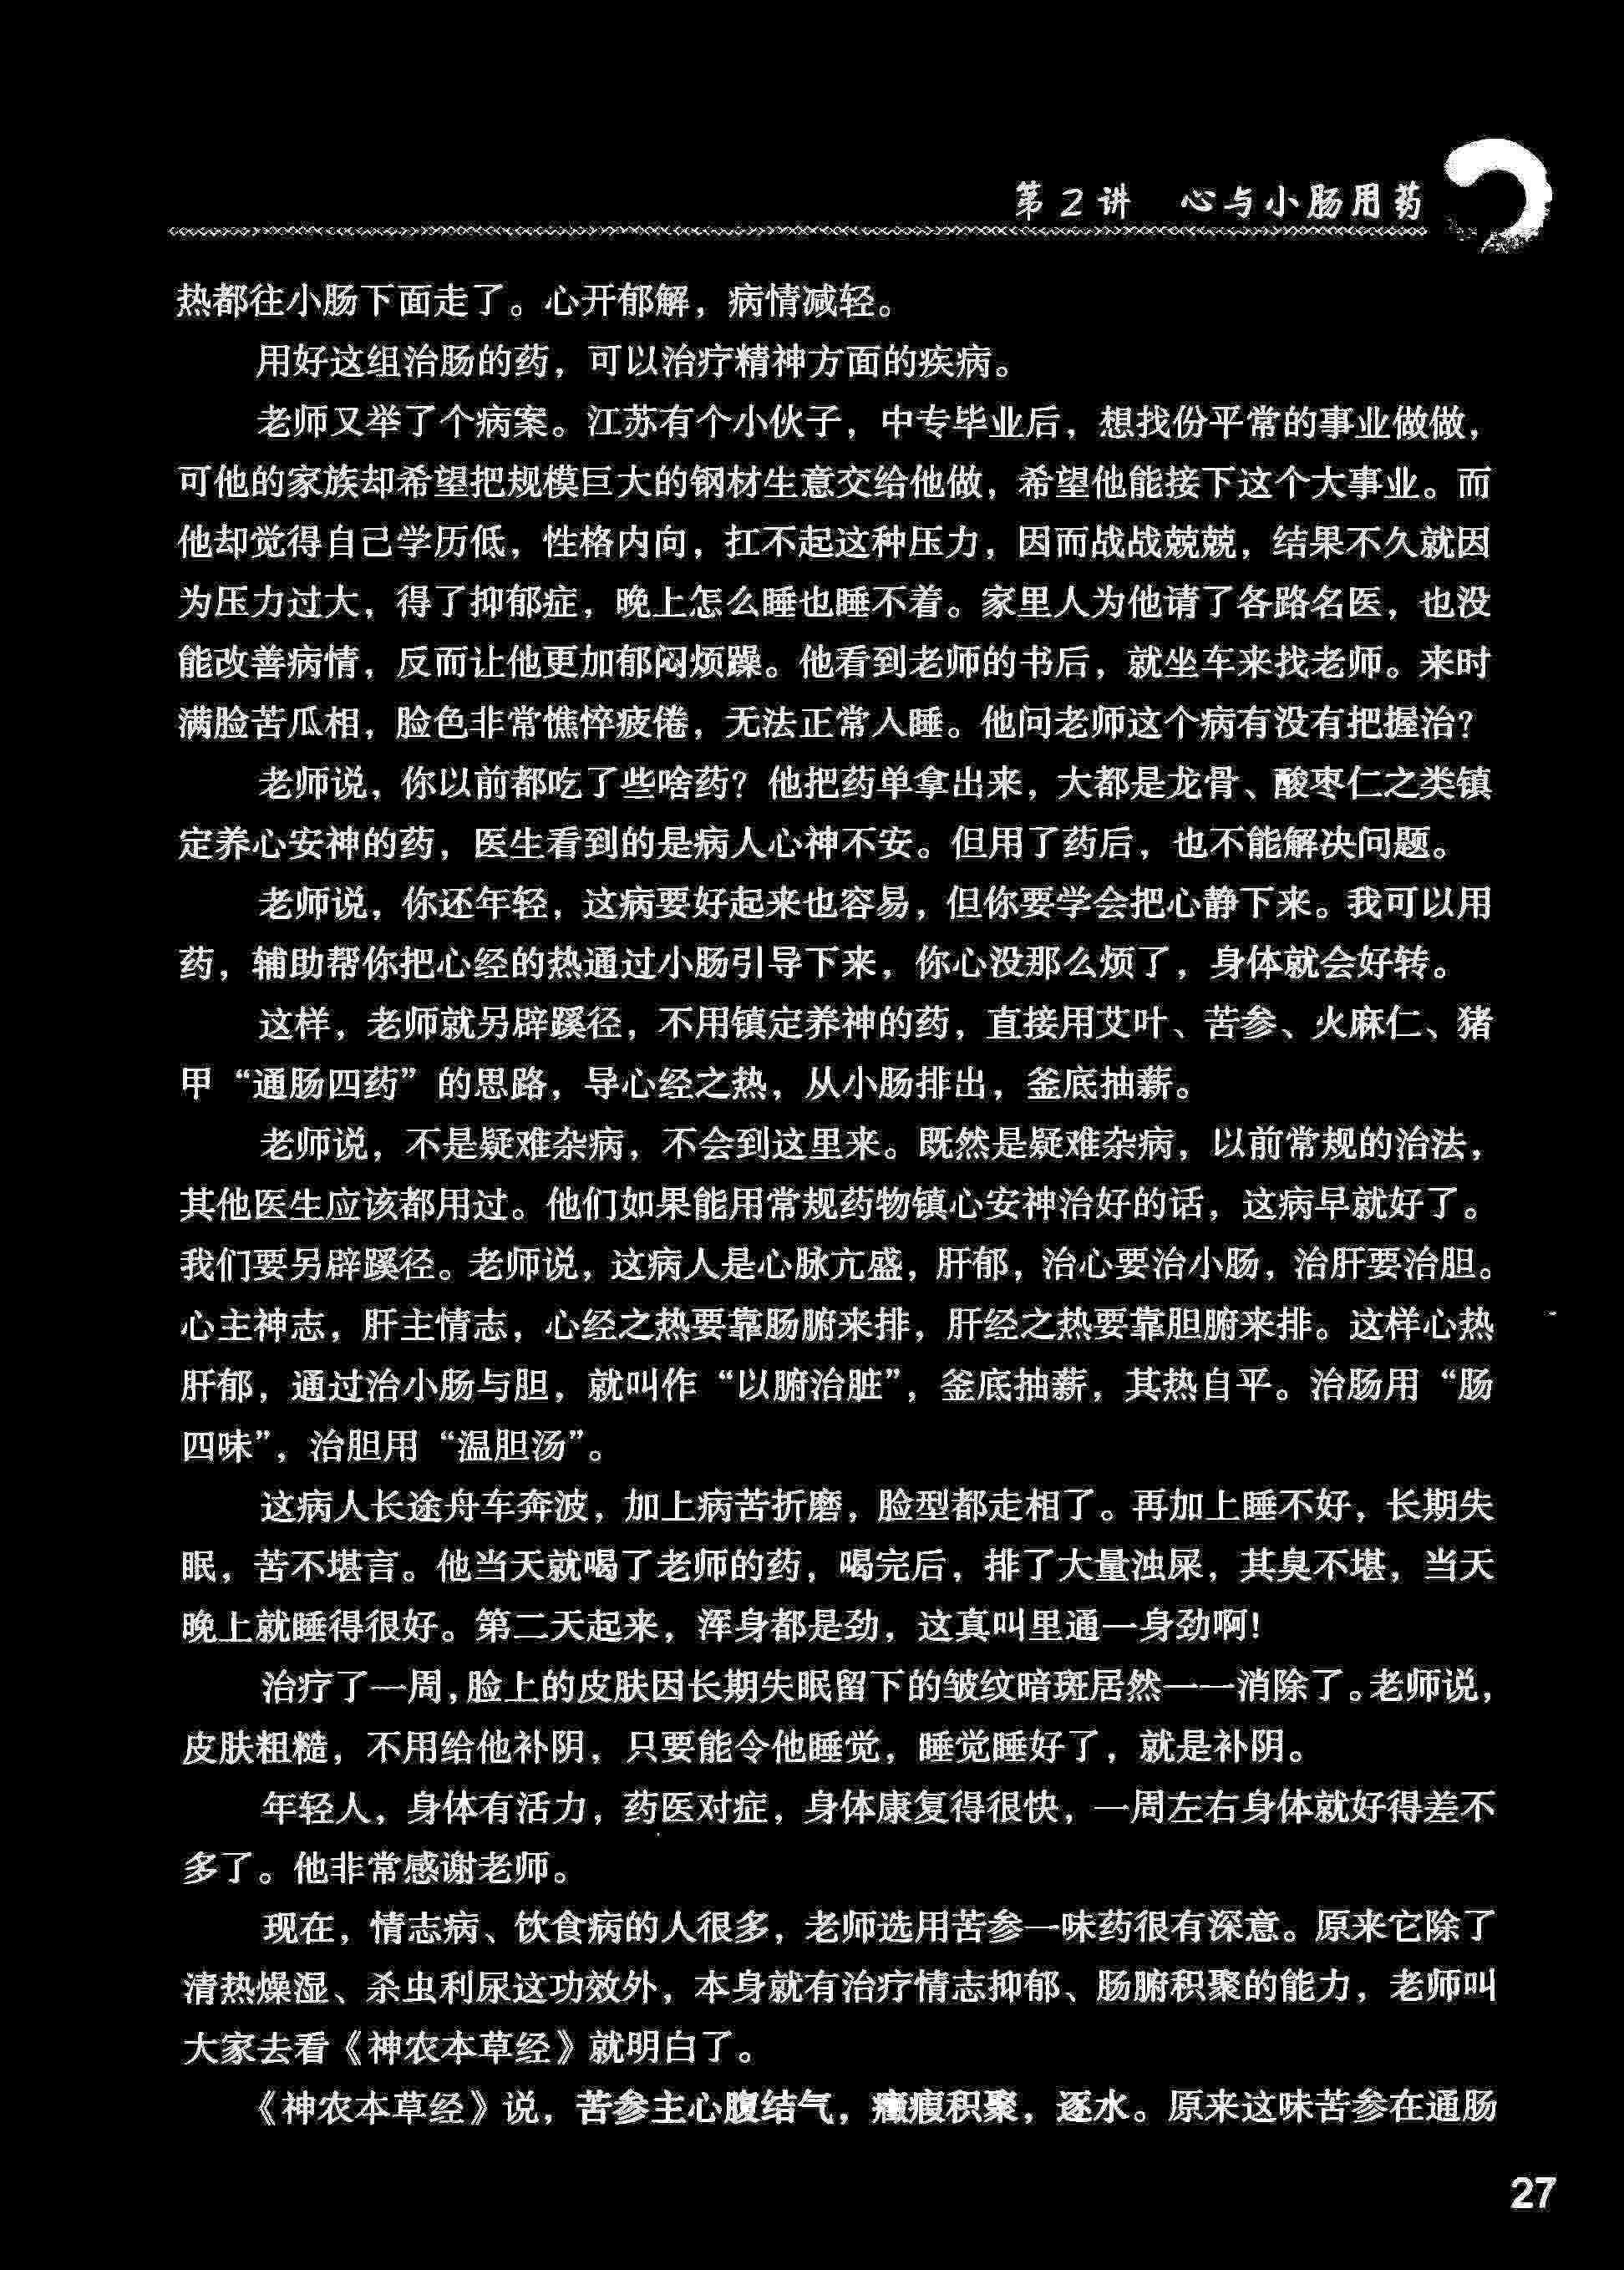 第2讲 心与小肠用药
热都往小肠下面走了。心开郁解，病情减轻。
用好这组治肠的药，可以治疗精神方面的疾病。
老师又举了个病案。江苏有个小伙子，中专毕业后，想找份平常的事业做做，
可他的家族却希望把规模巨大的钢材生意交给他做，希望他能接下这个大事业。而
他却觉得自己学历低，性格内向，扛不起这种压力，因而战战兢兢，结果不久就因
为压力过大，得了抑郁症，晚上怎么睡也睡不着。家里人为他请了各路名医，也没
能改善病情，反而让他更加郁闷烦躁。他看到老师的书后，就坐车来找老师。来时
满脸苦瓜相，脸色非常憔悴疲倦，无法正常入睡。他问老师这个病有没有把握治？
老师说，你以前都吃了些啥药？他把药单拿出来，大都是龙骨、酸枣仁之类镇
定养心安神的药，医生看到的是病人心神不安。但用了药后，也不能解决问题。
老师说，你还年轻，这病要好起来也容易，但你要学会把心静下来。我可以用
药，辅助帮你把心经的热通过小肠引导下来，你心没那么烦了，身体就会好转。
这样，老师就另辟蹊径，不用镇定养神的药，直接用艾叶、苦参、火麻仁、猪
甲“通肠四药”的思路，导心经之热，从小肠排出，釜底抽薪。
老师说，不是疑难杂病，不会到这里来。既然是疑难杂病，以前常规的治法，
其他医生应该都用过。他们如果能用常规药物镇心安神治好的话，这病早就好了。
我们要另辟蹊径。老师说，这病人是心脉亢盛，肝郁，治心要治小肠，治肝要治胆。
心主神志，肝主情志，心经之热要靠肠腑来排，肝经之热要靠胆腑来排。这样心热
肝郁，通过治小肠与胆，就叫作“以腑治脏”，釜底抽薪，其热自平。治肠用“肠
四味”，治胆用“温胆汤”。
这病人长途舟车奔波，加上病苦折磨，脸型都走相了。再加上睡不好，长期失
眠，苦不堪言。他当天就喝了老师的药，喝完后，排了大量浊屎，其臭不堪，当天
晚上就睡得很好。第二天起来，浑身都是劲，这真叫里通一身劲啊！
治疗了一周，脸上的皮肤因长期失眠留下的皱纹暗斑居然一一消除了。老师说，
皮肤粗糙，不用给他补阴，只要能令他睡觉，睡觉睡好了，就是补阴。
年轻人，身体有活力，药医对症，身体康复得很快，一周左右身体就好得差不
多了。他非常感谢老师。
现在，情志病、饮食病的人很多，老师选用苦参一味药很有深意。原来它除了
清热燥湿、杀虫利尿这功效外，本身就有治疗情志抑郁、肠腑积聚的能力，老师叫
大家去看《神农本草经》就明白了。
《神农本草经》说，苦参主心腹结气，癥瘕积聚，逐水。原来这味苦参在通肠
27